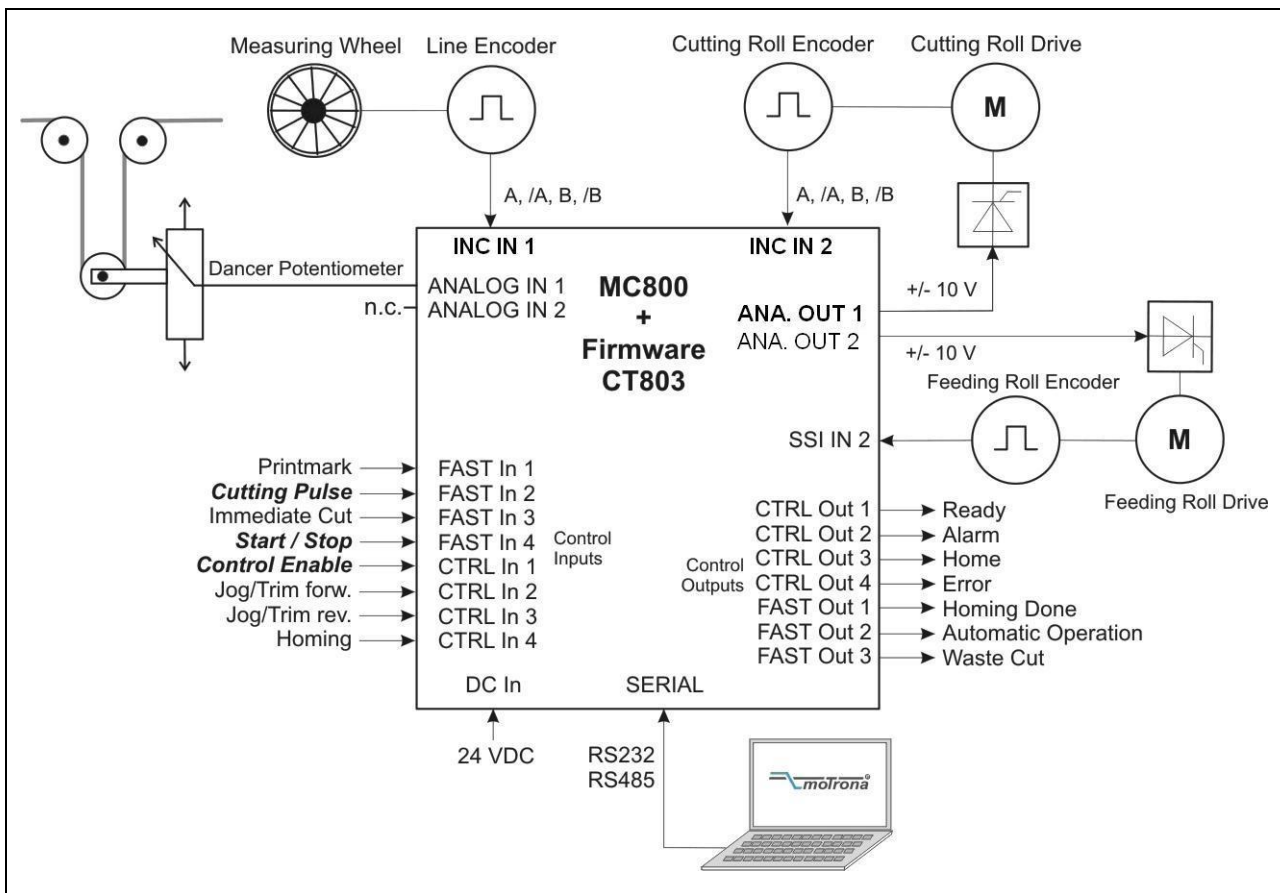 Measuring Wheel
Line Encoder
Cutting Roll Encoder
Cutting Roll Drive
M
A, /A, B, /B
A, /A, B, /B
INC IN 1
INC IN 2
Dancer Potentiometer
ANALOG IN 1
n.c.
ANALOG IN 2
MC800
+
Firmware
CT803
+/- 10 V
ANA. OUT 1
ANA. OUT 2
+/- 10 V
Feeding Roll Encoder
M
SSI IN 2
Feeding Roll Drive
Printmark
FAST In 1
Cutting Pulse
FAST In 2
Immediate Cut
FAST In 3
Start / Stop
FAST In 4
Control Enable
CTRL In 1
Jog/Trim forw.
CTRL In 2
Jog/Trim rev.
CTRL In 3
Homing
CTRL In 4
Control
Inputs
Control
Outputs
CTRL Out 1
Ready
CTRL Out 2
Alarm
CTRL Out 3
Home
CTRL Out 4
Error
FAST Out 1
Homing Done
FAST Out 2
Automatic Operation
FAST Out 3
Waste Cut
DC In
SERIAL
24 VDC
RS232
RS485
motrona®